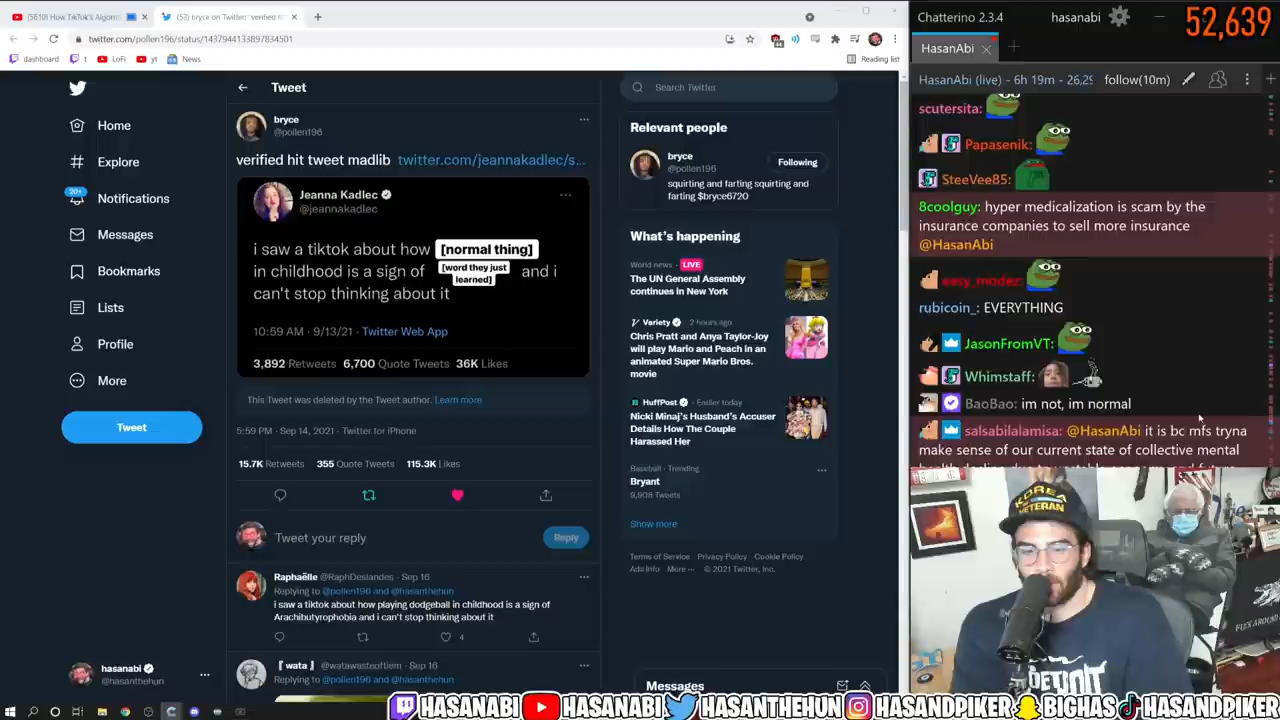 (5610) How TikTok's Algorit
(53) bryce on Twitter: "verified h
twitter.com/pollen196/status/1437944133897834501
dashboard
t
LoFi
yt
News
Reading list
Tweet
Home
Explore
20+
Notifications
Messages
Bookmarks
Lists
Profile
More
Tweet
hasanabi
@hasanthehun
bryce
@pollen196
verified hit tweet madlib twitter.com/jeannakadlec/s...
Jeanna Kadlec
@jeannakadlec
i saw a tiktok about how [normal thing]
in childhood is a sign of [word they just learned] and i
can't stop thinking about it
10:59 AM · 9/13/21 · Twitter Web App
3,892 Retweets 6,700 Quote Tweets 36K Likes
This Tweet was deleted by the Tweet author. Learn more
5:59 PM · Sep 14, 2021 · Twitter for iPhone
15.7K Retweets 355 Quote Tweets 115.3K Likes
Tweet your reply
Reply
Raphaëlle @RaphDeslandes · Sep 16
Replying to @pollen196 and @hasanthehun
i saw a tiktok about how playing dodgeball in childhood is a sign of
Arachibutyrophobia and i can't stop thinking about it
4
⟦ wata ⟧ @watawasteoftiem · Sep 16
Replying to @pollen196 and @hasanthehun
Search Twitter
Relevant people
bryce
@pollen196
Following
squirting and farting squirting and
farting $bryce6720
What's happening
World news · LIVE
The UN General Assembly
continues in New York
Variety · 2 hours ago
Chris Pratt and Anya Taylor-Joy
will play Mario and Peach in an
animated Super Mario Bros.
movie
HuffPost · Earlier today
Nicki Minaj's Husband's Accuser
Details How The Couple
Harassed Her
Baseball · Trending
Bryant
9,908 Tweets
Show more
Terms of Service Privacy Policy Cookie Policy
Ads Info More ··· © 2021 Twitter, Inc.
Messages
Chatterino 2.3.4
hasanabi
52,639
HasanAbi
HasanAbi (live) - 6h 19m - 26,29
follow(10m)
scutersita:
Papasenik:
SteeVee85:
8coolguy: hyper medicalization is scam by the
insurance companies to sell more insurance
@HasanAbi
easy_modez:
rubicoin_: EVERYTHING
JasonFromVT:
Whimstaff:
BaoBao: im not, im normal
salsabilalamisa: @HasanAbi it is bc mfs tryna
make sense of our current state of collective mental
KOREA
VETERAN
DETROIT
HASANABI
HASANABI
HASANTHEHUN
HASANDPIKER
BIGHAS
HASANDPIKER